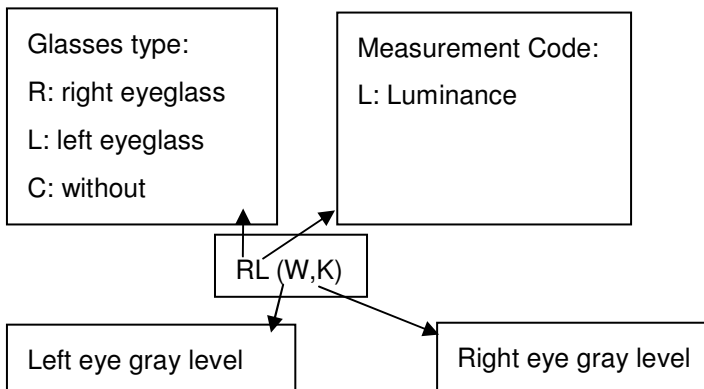 Glasses type:
R: right eyeglass
L: left eyeglass
C: without
Measurement Code:
L: Luminance
RL (W,K)
Left eye gray level
Right eye gray level